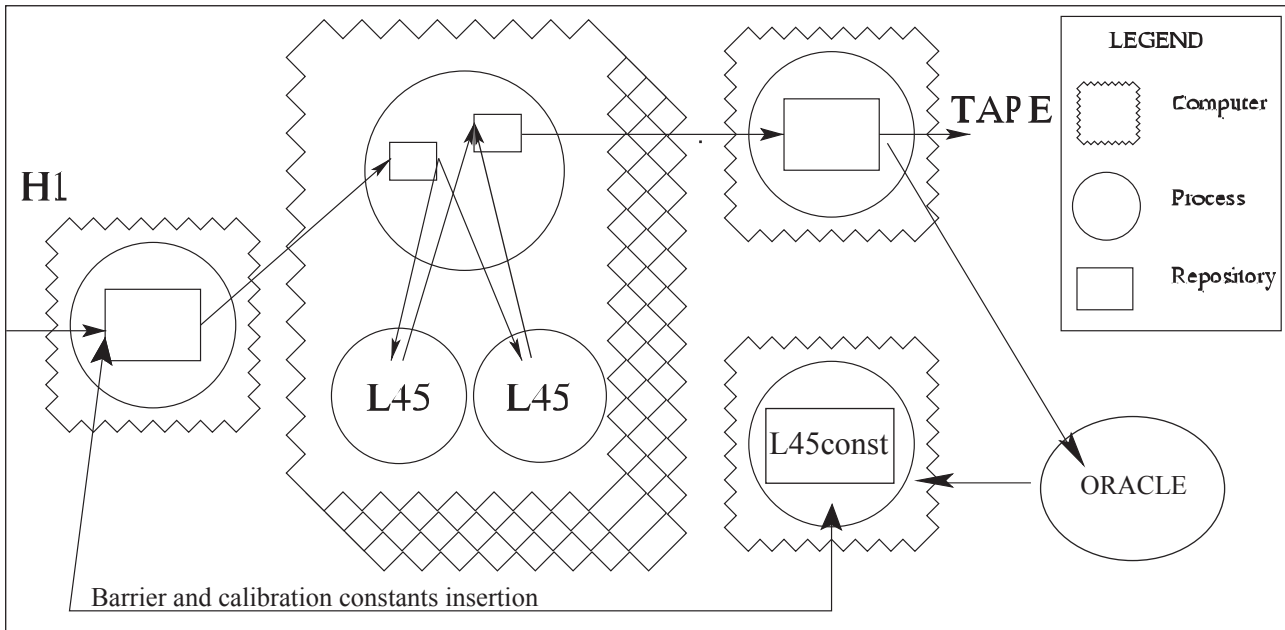 H1
L45
L45
TAPE
LEGEND
Computer
Process
Repository
L45const
ORACLE
Barrier and calibration constants insertion